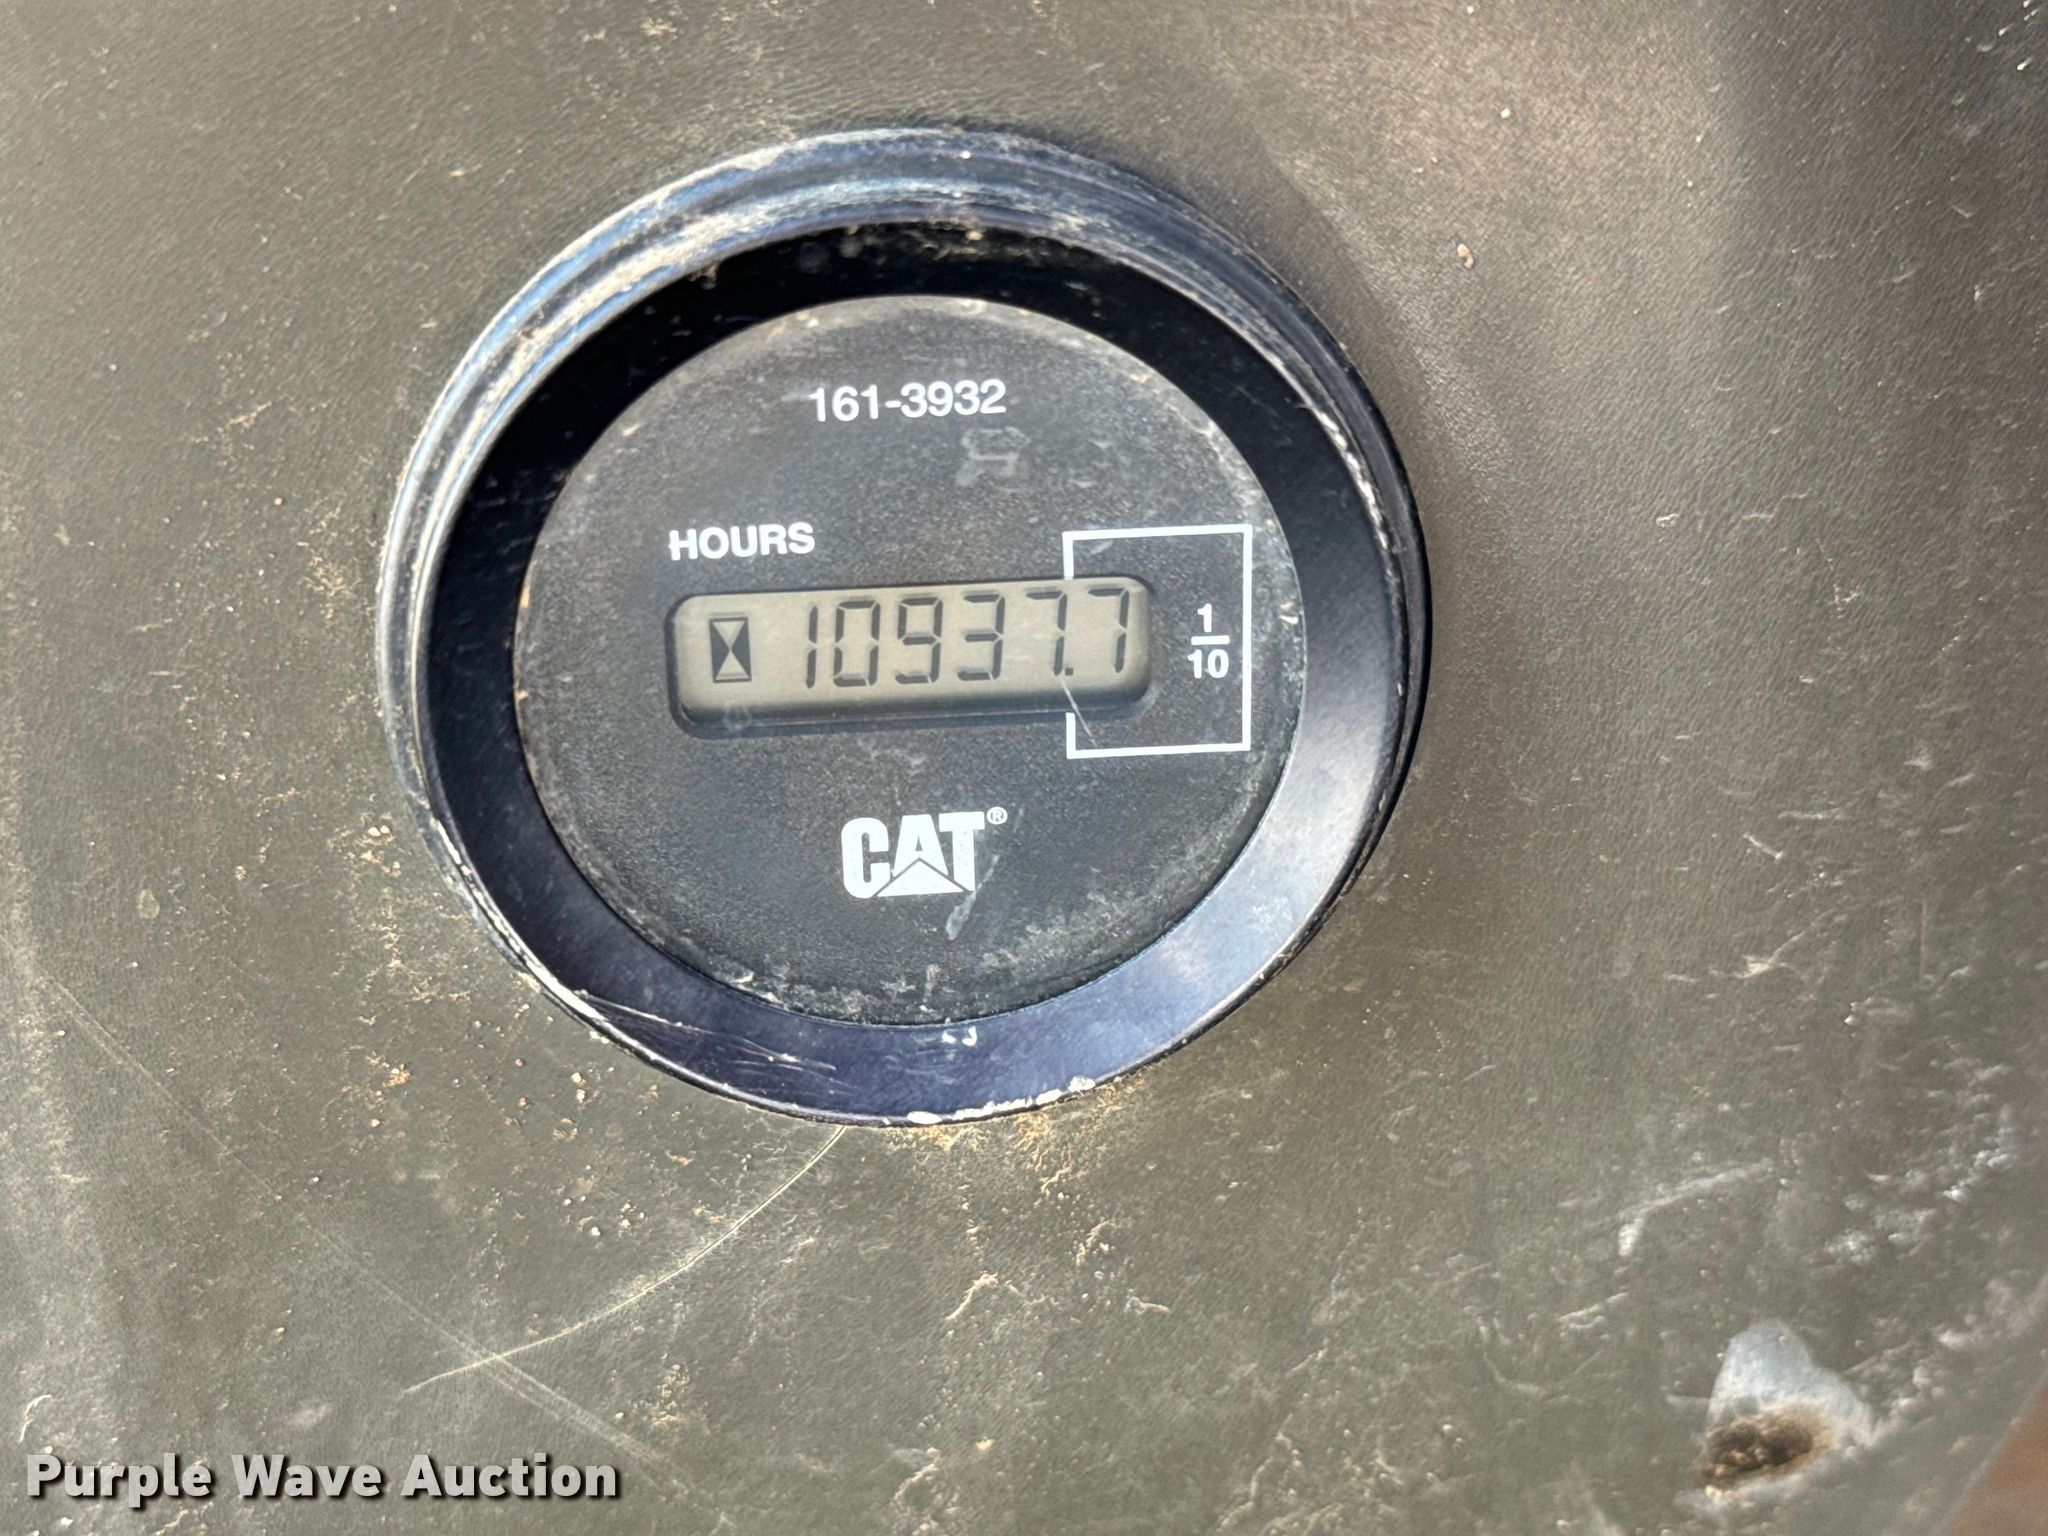 161-3932
HOURS
10937.7
1
10
CAT®
Purple Wave Auction